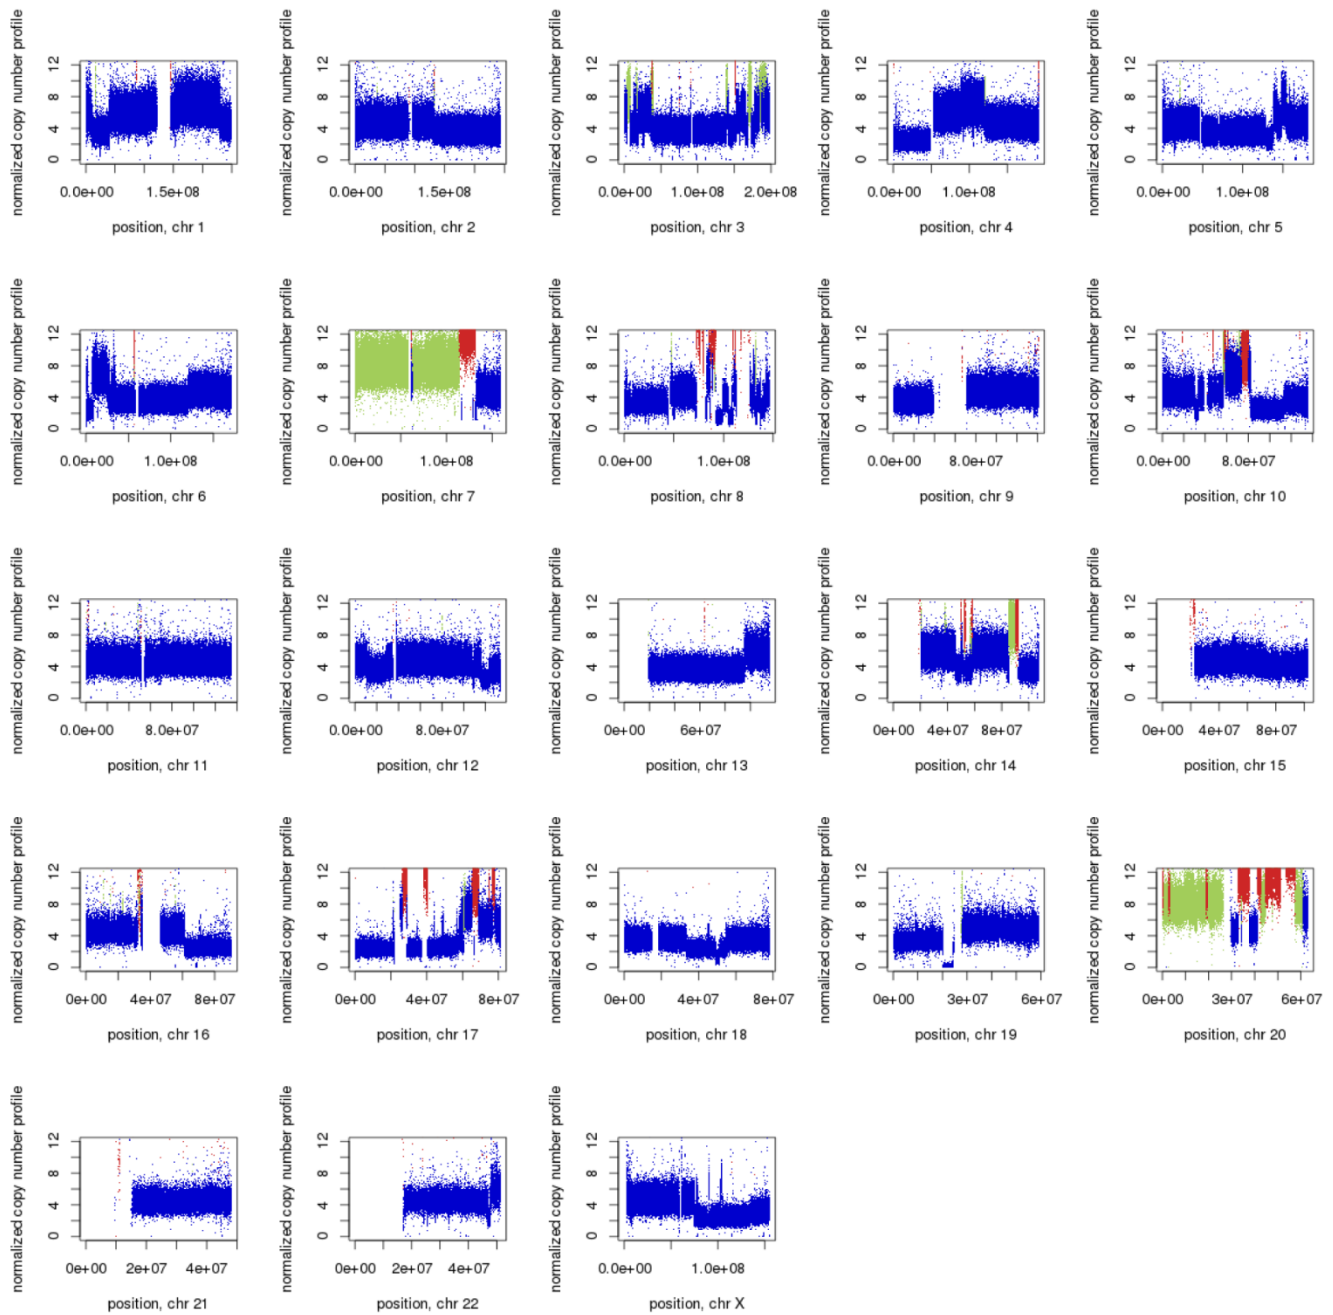 normalized copy number profile
0 4 8 12
0.0e+00 1.5e+08
position, chr 1
normalized copy number profile
0 4 8 12
0.0e+00 1.5e+08
position, chr 2
normalized copy number profile
0 4 8 12
0.0e+00 1.0e+08 2.0e+08
position, chr 3
normalized copy number profile
0 4 8 12
0.0e+00 1.0e+08
position, chr 4
normalized copy number profile
0 4 8 12
0.0e+00 1.0e+08
position, chr 5
normalized copy number profile
0 4 8 12
0.0e+00 1.0e+08
position, chr 6
normalized copy number profile
0 4 8 12
0.0e+00 1.0e+08
position, chr 7
normalized copy number profile
0 4 8 12
0.0e+00 1.0e+08
position, chr 8
normalized copy number profile
0 4 8 12
0.0e+00 8.0e+07
position, chr 9
normalized copy number profile
0 4 8 12
0.0e+00 8.0e+07
position, chr 10
normalized copy number profile
0 4 8 12
0.0e+00 8.0e+07
position, chr 11
normalized copy number profile
0 4 8 12
0.0e+00 8.0e+07
position, chr 12
normalized copy number profile
0 4 8 12
0e+00 6e+07
position, chr 13
normalized copy number profile
0 4 8 12
0e+00 4e+07 8e+07
position, chr 14
normalized copy number profile
0 4 8 12
0e+00 4e+07 8e+07
position, chr 15
normalized copy number profile
0 4 8 12
0e+00 4e+07 8e+07
position, chr 16
normalized copy number profile
0 4 8 12
0e+00 4e+07 8e+07
position, chr 17
normalized copy number profile
0 4 8 12
0e+00 4e+07 8e+07
position, chr 18
normalized copy number profile
0 4 8 12
0e+00 3e+07 6e+07
position, chr 19
normalized copy number profile
0 4 8 12
0e+00 3e+07 6e+07
position, chr 20
normalized copy number profile
0 4 8 12
0e+00 2e+07 4e+07
position, chr 21
normalized copy number profile
0 4 8 12
0e+00 2e+07 4e+07
position, chr 22
normalized copy number profile
0 4 8 12
0.0e+00 1.0e+08
position, chr X